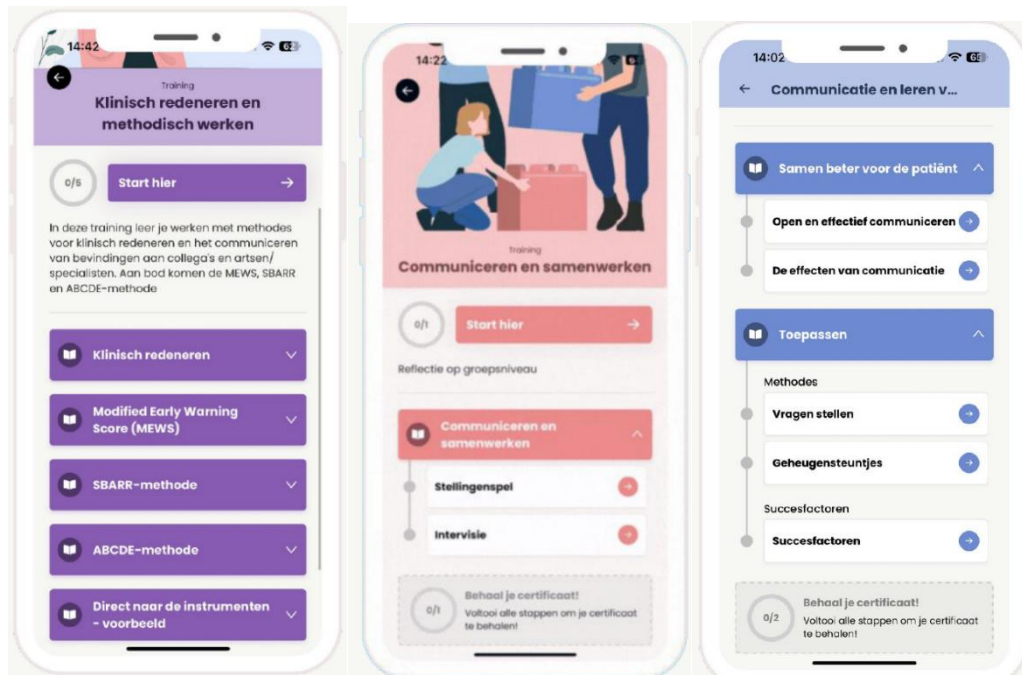 14:42
62
Training
Klinisch redeneren en
methodisch werken
0/5
Start hier
In deze training leer je werken met methodes
voor klinisch redeneren en het communiceren
van bevindingen aan collega's en artsen/
specialisten. Aan bod komen de MEWS, SBARR
en ABCDE-methode
Klinisch redeneren
Modified Early Warning
Score (MEWS)
SBARR-methode
ABCDE-methode
Direct naar de instrumenten
- voorbeeld
14:22
Training
Communiceren en samenwerken
0/1
Start hier
Reflectie op groepsniveau
Communiceren en
samenwerken
Stellingenspel
Intervisie
0/1
Behaal je certificaat!
Voltooi alle stappen om je certificaat
te behalen!
14:02
Communicatie en leren v...
Samen beter voor de patiënt
Open en effectief communiceren
De effecten van communicatie
Toepassen
Methodes
Vragen stellen
Geheugensteuntjes
Succesfactoren
Succesfactoren
0/2
Behaal je certificaat!
Voltooi alle stappen om je certificaat
te behalen!